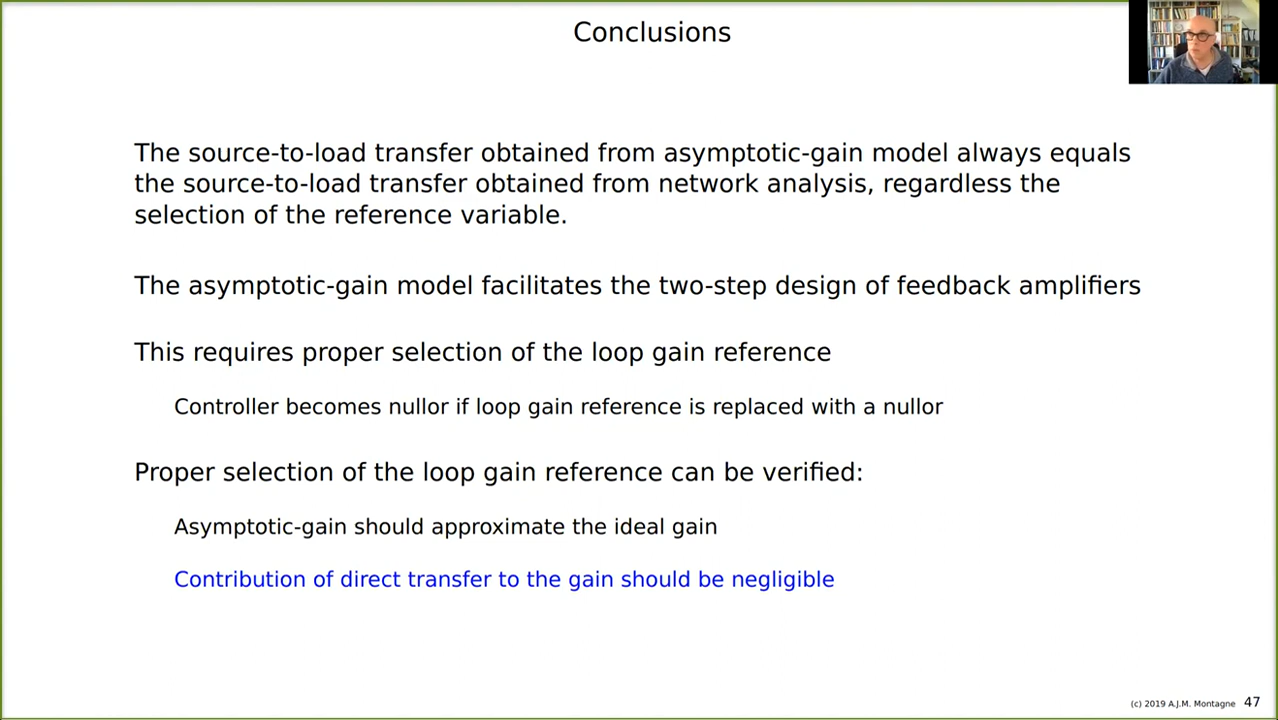 Conclusions
The source-to-load transfer obtained from asymptotic-gain model always equals
the source-to-load transfer obtained from network analysis, regardless the
selection of the reference variable.
The asymptotic-gain model facilitates the two-step design of feedback amplifiers
This requires proper selection of the loop gain reference
Controller becomes nullor if loop gain reference is replaced with a nullor
Proper selection of the loop gain reference can be verified:
Asymptotic-gain should approximate the ideal gain
Contribution of direct transfer to the gain should be negligible
(c) 2019 A.J.M. Montagne 47